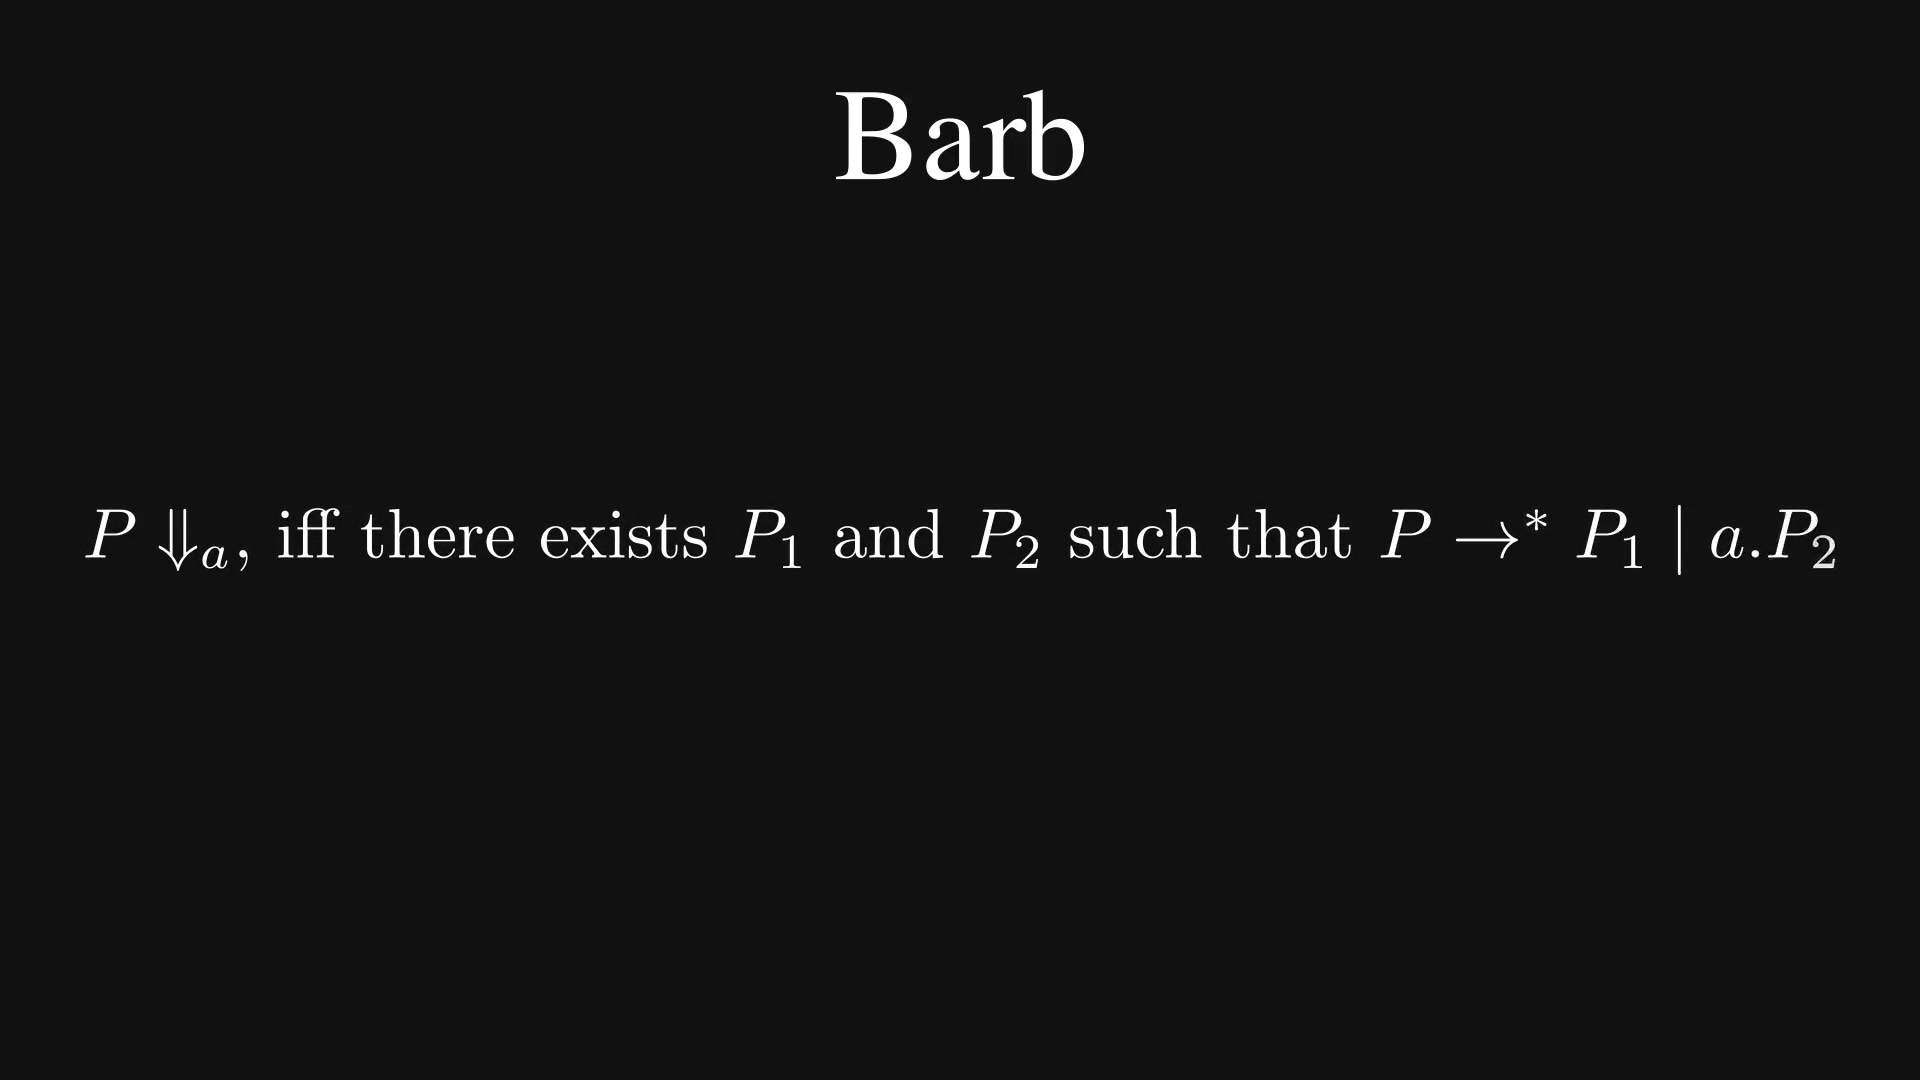 Barb
P ⇓ₐ, iff there exists P₁ and P₂ such that P →* P₁ | a.P₂